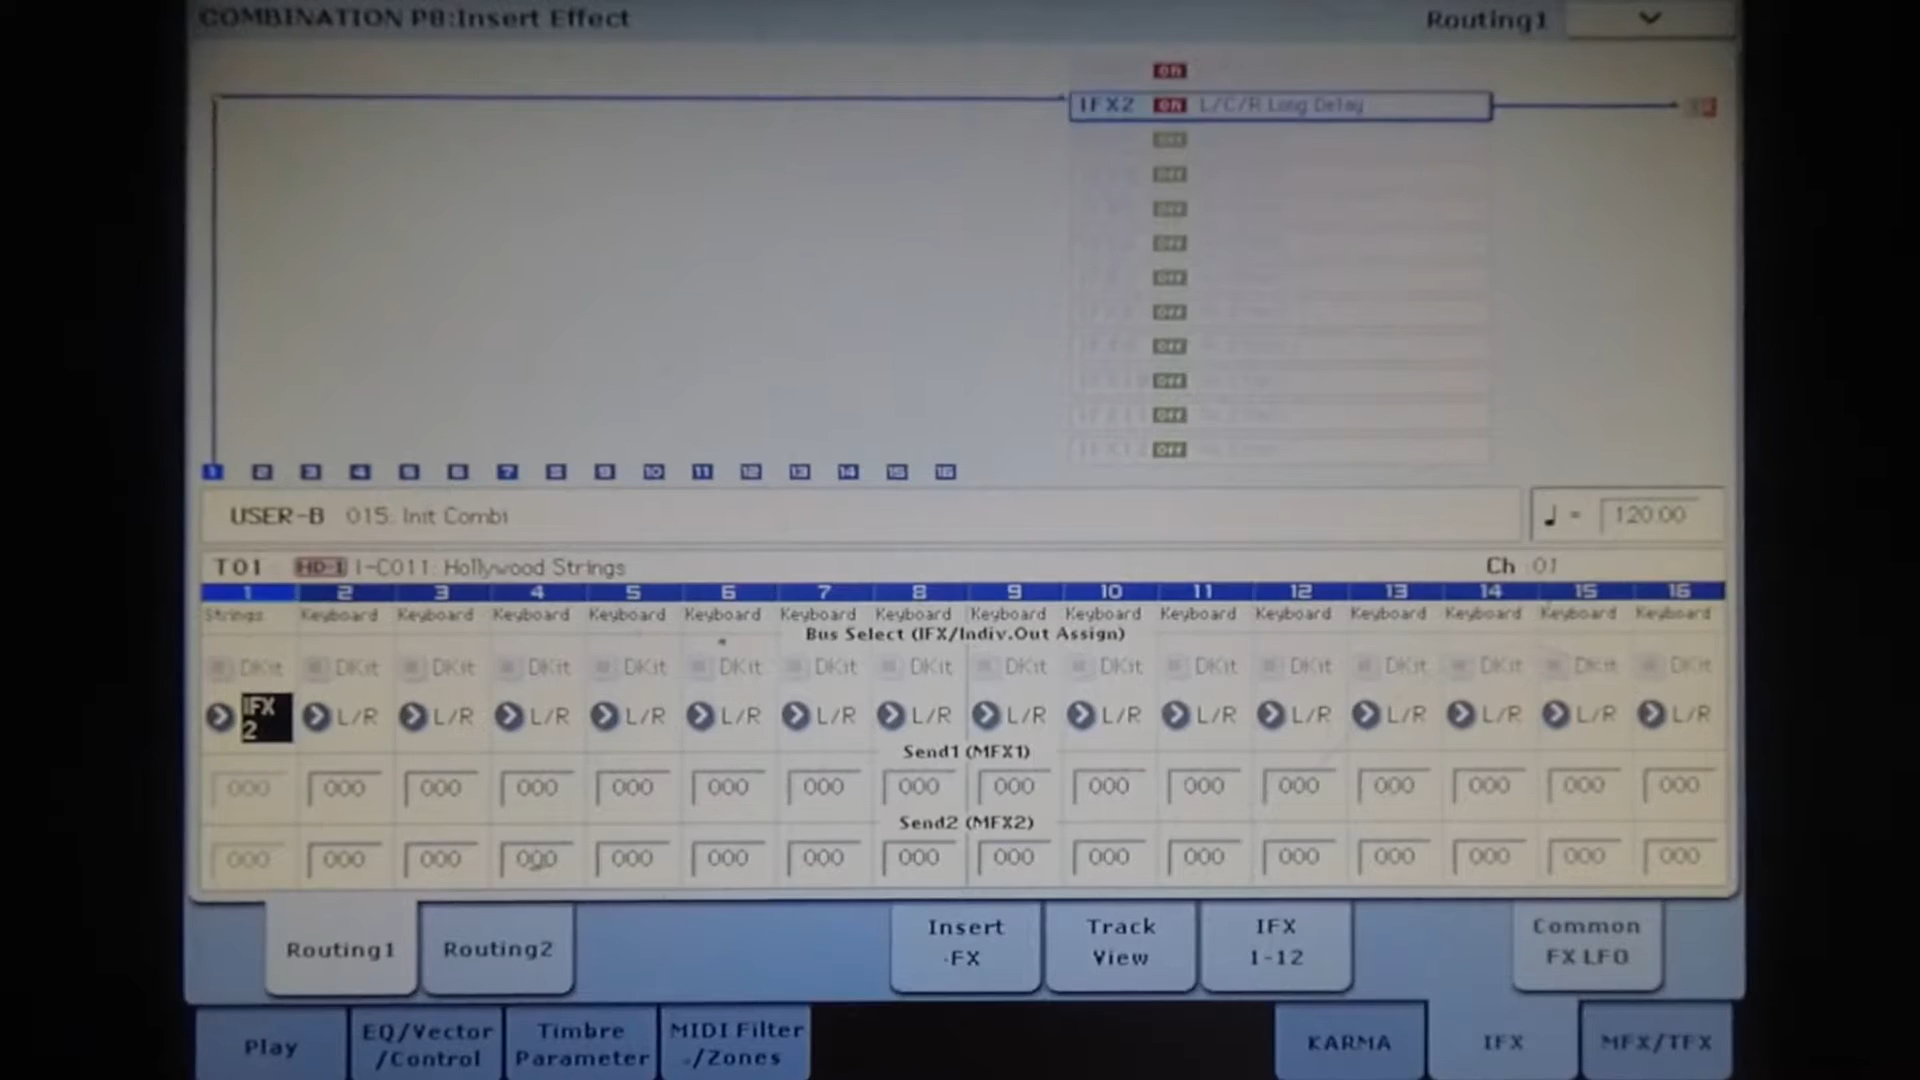 COMBINATION P8:Insert Effect
Routing1
On
IFX2 On L/C/R Long Delay
Off
Off
Off
Off
Off
Off
Off
Off
Off
Off
1 2 3 4 5 6 7 8 9 10 11 12 13 14 15 16
USER-B 015: Init Combi
♩ = 120.00
T01 HD-1 I-C011: Hollywood Strings Ch :01
1 2 3 4 5 6 7 8 9 10 11 12 13 14 15 16
Strings Keyboard Keyboard Keyboard Keyboard Keyboard Keyboard Keyboard Keyboard Keyboard Keyboard Keyboard Keyboard Keyboard Keyboard Keyboard
Bus Select (IFX/Indiv.Out Assign)
DKit DKit DKit DKit DKit DKit DKit DKit DKit DKit DKit DKit DKit DKit DKit DKit
IFX 2 L/R L/R L/R L/R L/R L/R L/R L/R L/R L/R L/R L/R L/R L/R L/R
Send1 (MFX1)
000 000 000 000 000 000 000 000 000 000 000 000 000 000 000 000
Send2 (MFX2)
000 000 000 000 000 000 000 000 000 000 000 000 000 000 000 000
Routing1
Routing2
Insert
FX
Track
View
IFX
1-12
Common
FX LFO
Play
EQ/Vector
/Control
Timbre
Parameter
MIDI Filter
/Zones
KARMA
IFX
MFX/TFX